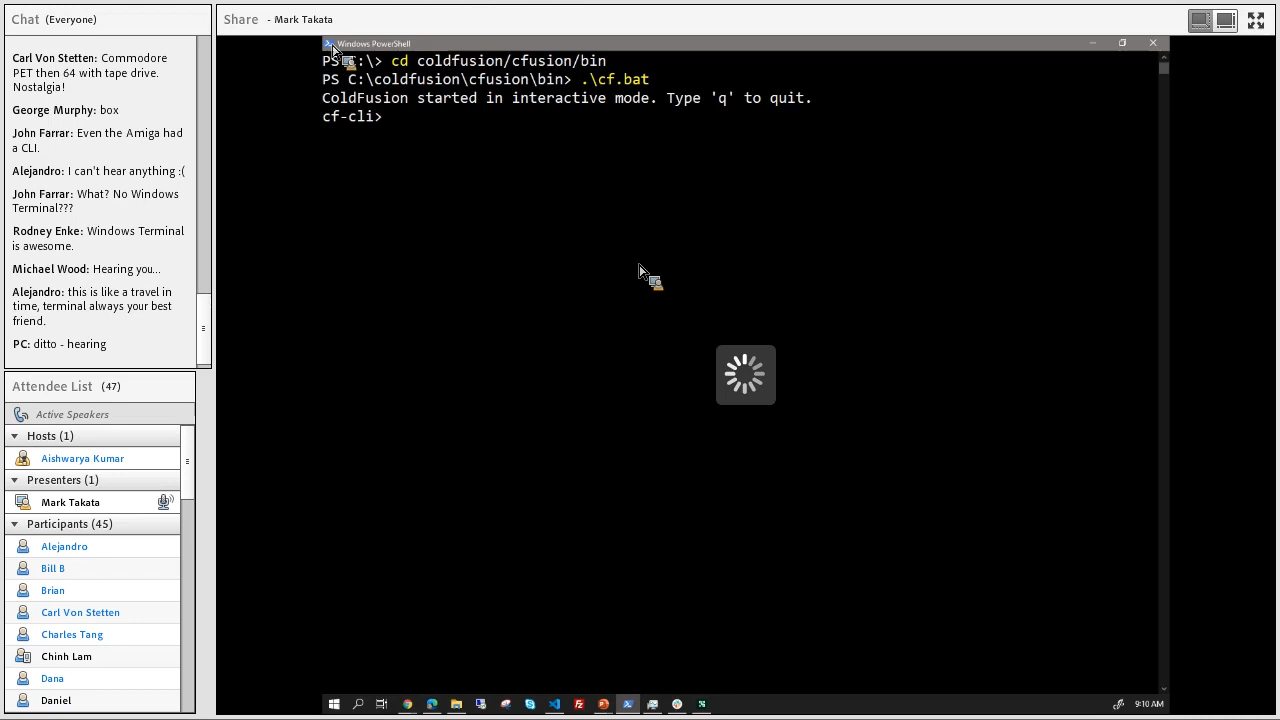 Chat (Everyone)
Carl Von Stetten: Commodore
PET then 64 with tape drive.
Nostalgia!
George Murphy: box
John Farrar: Even the Amiga had
a CLI.
Alejandro: I can't hear anything :(
John Farrar: What? No Windows
Terminal???
Rodney Enke: Windows Terminal
is awesome.
Michael Wood: Hearing you...
Alejandro: this is like a travel in
time, terminal always your best
friend.
PC: ditto - hearing
Attendee List (47)
Active Speakers
Hosts (1)
Aishwarya Kumar
Presenters (1)
Mark Takata
Participants (45)
Alejandro
Bill B
Brian
Carl Von Stetten
Charles Tang
Chinh Lam
Dana
Daniel
Share - Mark Takata
Windows PowerShell
PS :\> cd coldfusion/cfusion/bin
PS C:\coldfusion\cfusion\bin> .\cf.bat
ColdFusion started in interactive mode. Type 'q' to quit.
cf-cli>
9:10 AM